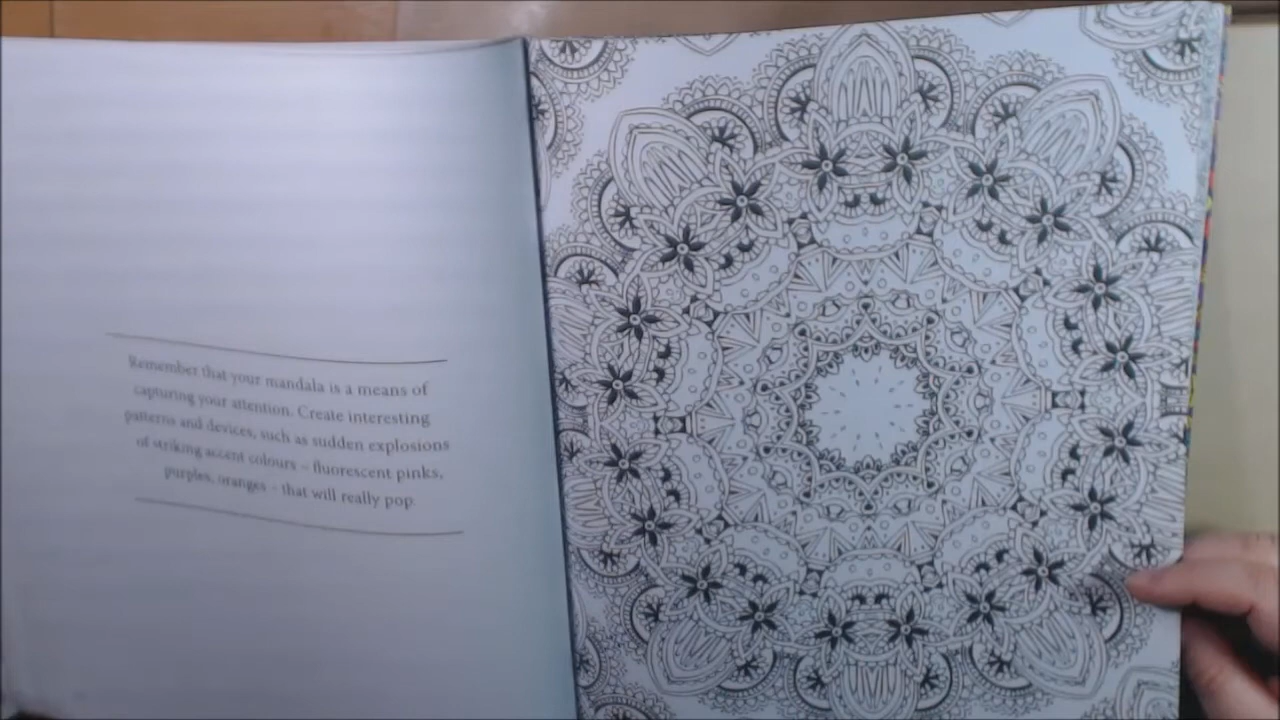 Remember that your mandala is a means of
capturing your attention. Create interesting
patterns and devices, such as sudden explosions
of striking accent colours – fluorescent pinks,
purples, oranges – that will really pop.